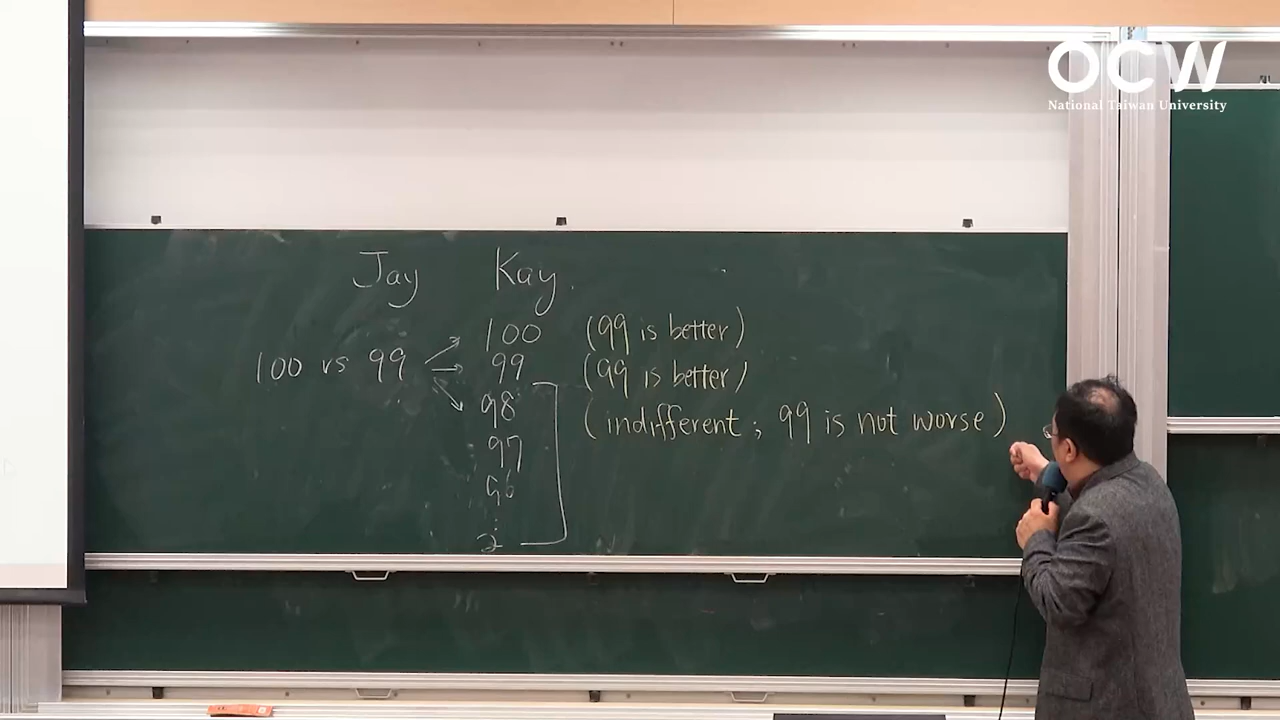 OCW
National Taiwan University
Jay Kay.
100 (99 is better)
100 vs 99 99 (99 is better)
98 (indifferent; 99 is not worse)
97
96
:
2